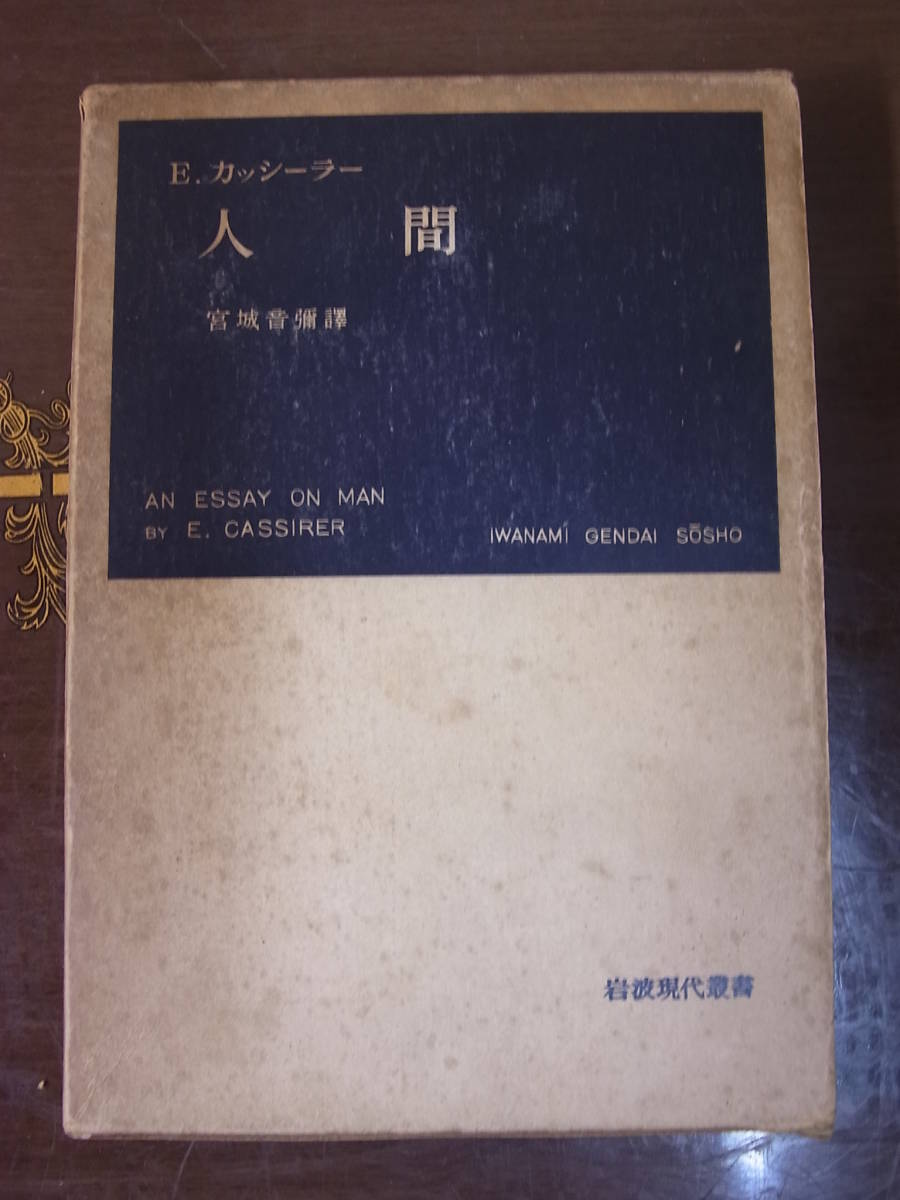 E. カッシーラー
人間
宮城音彌譯
AN ESSAY ON MAN
BY E. CASSIRER
IWANAMI GENDAI SŌSHO
岩波現代叢書